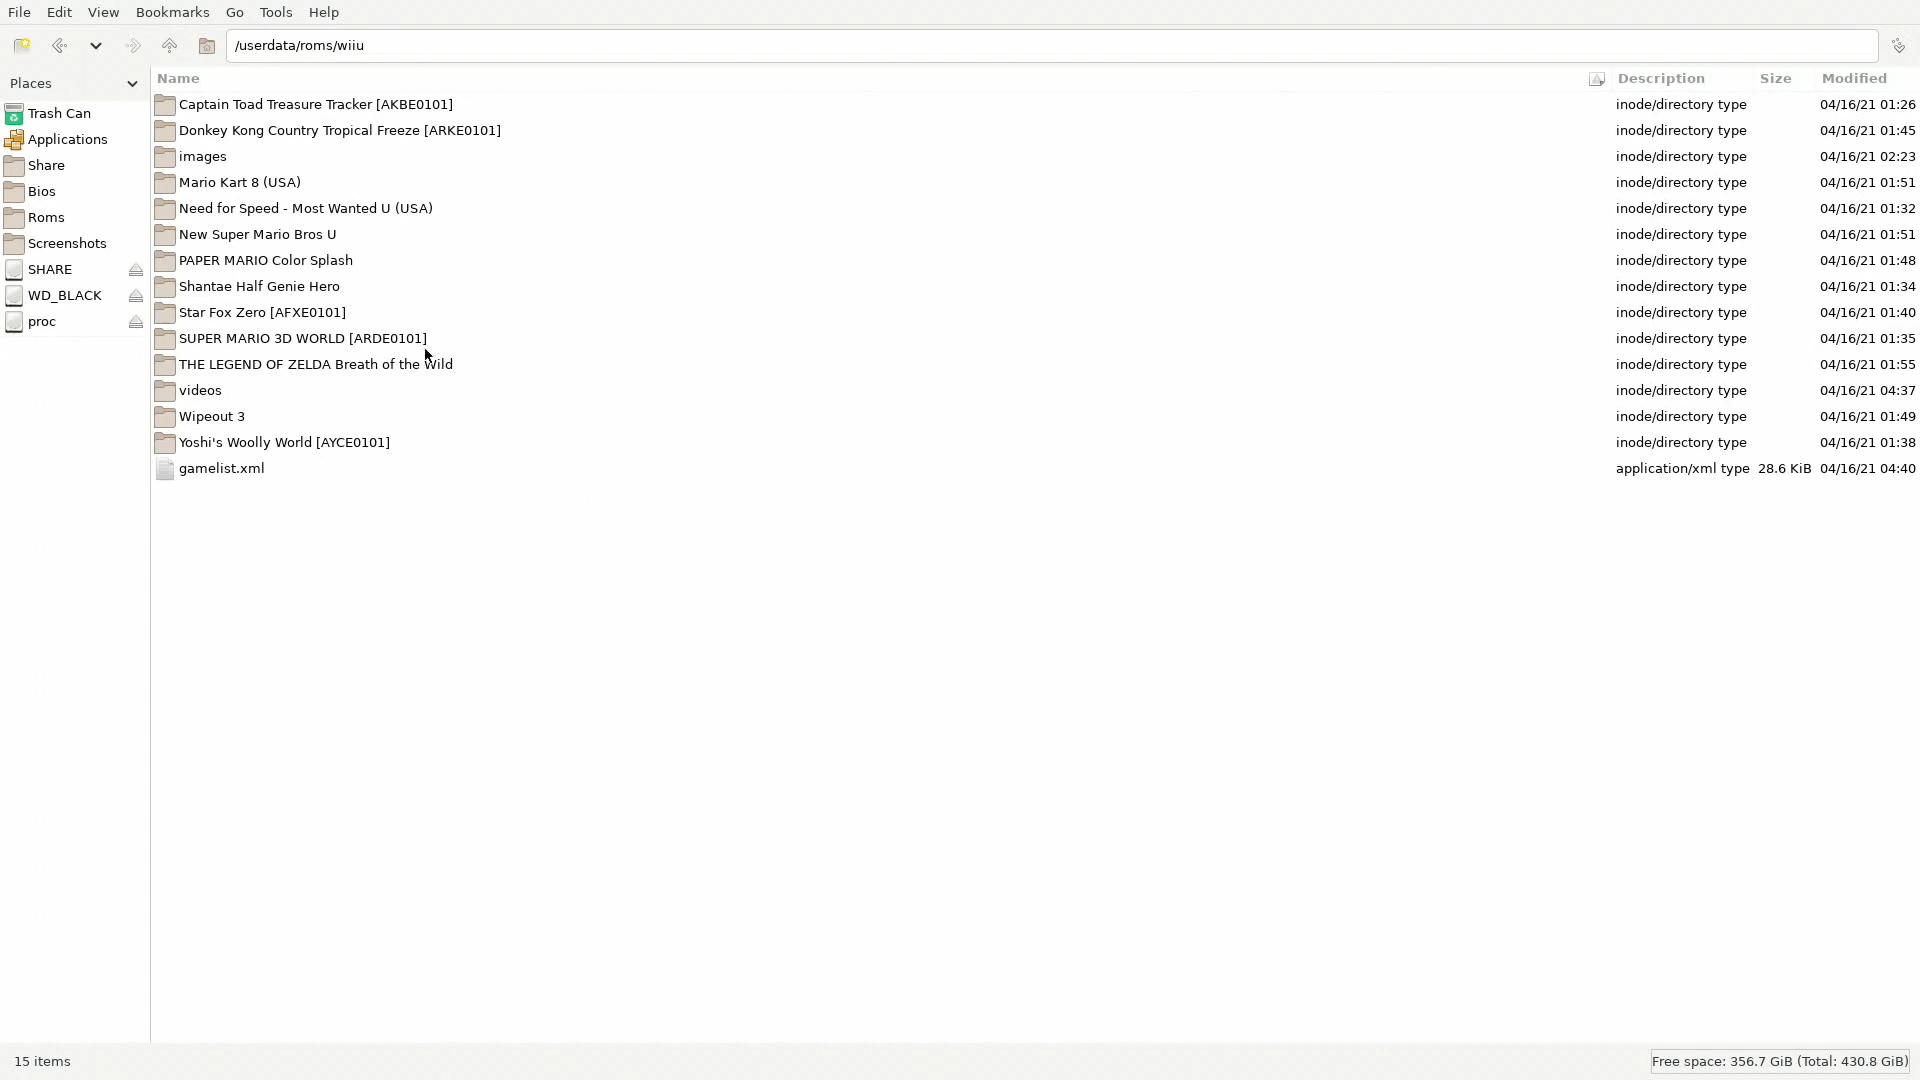 File Edit View Bookmarks Go Tools Help
/userdata/roms/wiiu
Places
Trash Can
Applications
Share
Bios
Roms
Screenshots
SHARE
WD_BLACK
proc
Name Description Size Modified
Captain Toad Treasure Tracker [AKBE0101] inode/directory type 04/16/21 01:26
Donkey Kong Country Tropical Freeze [ARKE0101] inode/directory type 04/16/21 01:45
images inode/directory type 04/16/21 02:23
Mario Kart 8 (USA) inode/directory type 04/16/21 01:51
Need for Speed - Most Wanted U (USA) inode/directory type 04/16/21 01:32
New Super Mario Bros U inode/directory type 04/16/21 01:51
PAPER MARIO Color Splash inode/directory type 04/16/21 01:48
Shantae Half Genie Hero inode/directory type 04/16/21 01:34
Star Fox Zero [AFXE0101] inode/directory type 04/16/21 01:40
SUPER MARIO 3D WORLD [ARDE0101] inode/directory type 04/16/21 01:35
THE LEGEND OF ZELDA Breath of the Wild inode/directory type 04/16/21 01:55
videos inode/directory type 04/16/21 04:37
Wipeout 3 inode/directory type 04/16/21 01:49
Yoshi's Woolly World [AYCE0101] inode/directory type 04/16/21 01:38
gamelist.xml application/xml type 28.6 KiB 04/16/21 04:40
15 items
Free space: 356.7 GiB (Total: 430.8 GiB)